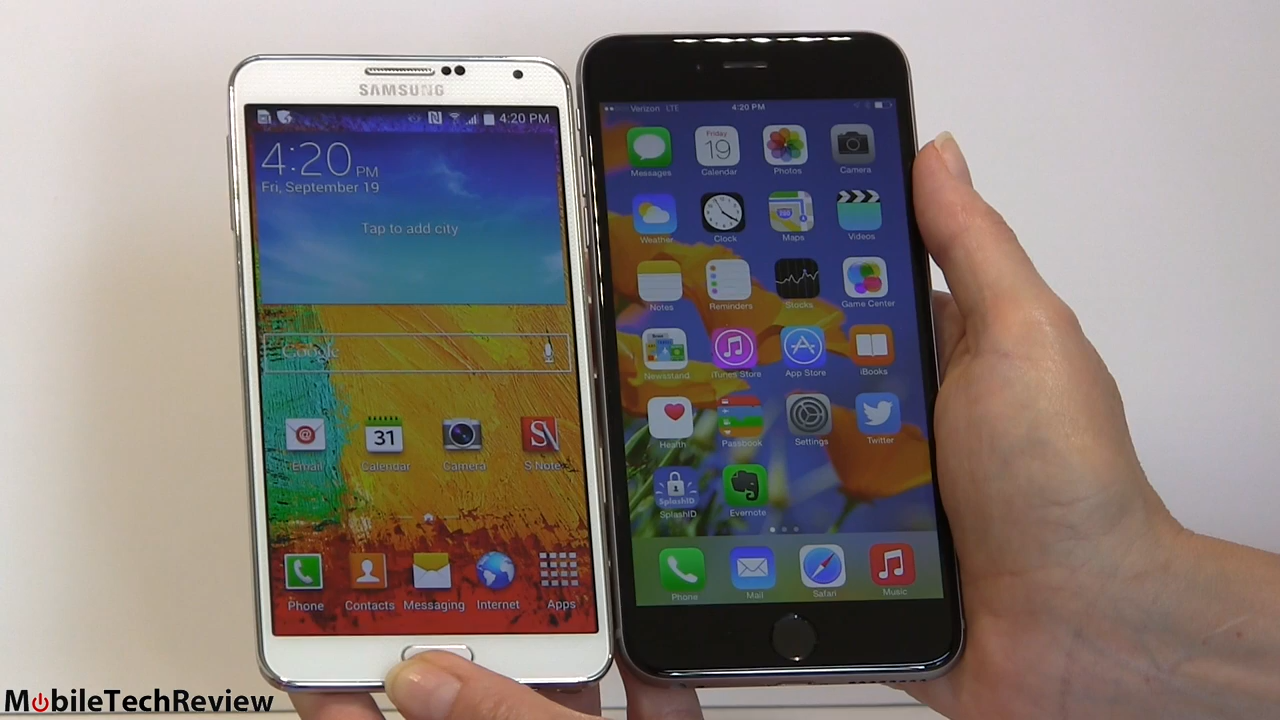 SAMSUNG
4:20 PM
4:20 PM
Fri, September 19
Tap to add city
Google
Email
31
Calendar
Camera
S Note
Phone
Contacts
Messaging
Internet
Apps
Verizon LTE
4:20 PM
Messages
Friday
19
Calendar
Photos
Camera
Weather
Clock
280
Maps
Videos
Notes
Reminders
Stocks
Game Center
Newsstand
iTunes Store
App Store
iBooks
Health
Passbook
Settings
Twitter
SplashID
SplashID
Evernote
Phone
Mail
Safari
Music
MobileTechReview